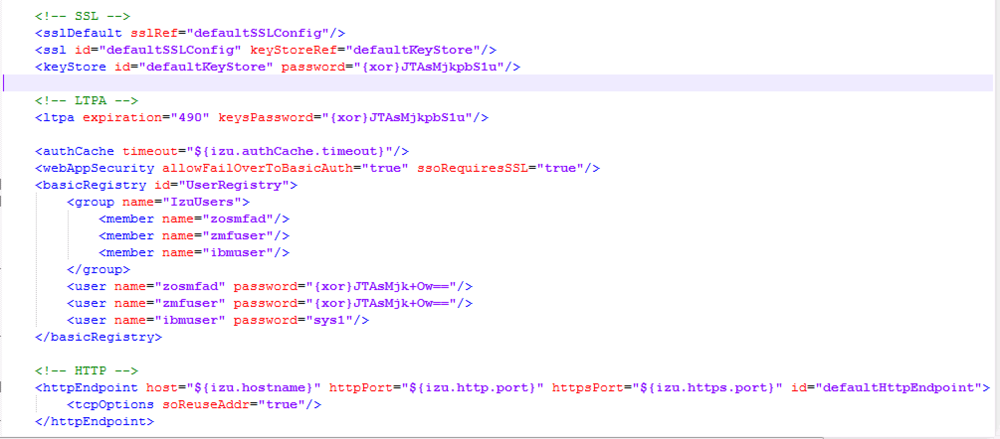 <!-- SSL -->
<sslDefault sslRef="defaultSSLConfig"/>
<ssl id="defaultSSLConfig" keyStoreRef="defaultKeyStore"/>
<keyStore id="defaultKeyStore" password="{xor}JTAsMjkpbS1u"/>
<!-- LTPA -->
<ltpa expiration="490" keysPassword="{xor}JTAsMjkpbS1u"/>
<authCache timeout="${izu.authCache.timeout}"/>
<webAppSecurity allowFailOverToBasicAuth="true" ssoRequiresSSL="true"/>
<basicRegistry id="UserRegistry">
<group name="IzuUsers">
<member name="zosmfad"/>
<member name="zmfuser"/>
<member name="ibmuser"/>
</group>
<user name="zosmfad" password="{xor}JTAsMjk+Ow=="/>
<user name="zmfuser" password="{xor}JTAsMjk+Ow=="/>
<user name="ibmuser" password="sys1"/>
</basicRegistry>
<!-- HTTP -->
<httpEndpoint host="${izu.hostname}" httpPort="${izu.http.port}" httpsPort="${izu.https.port}" id="defaultHttpEndpoint">
<tcpOptions soReuseAddr="true"/>
</httpEndpoint>